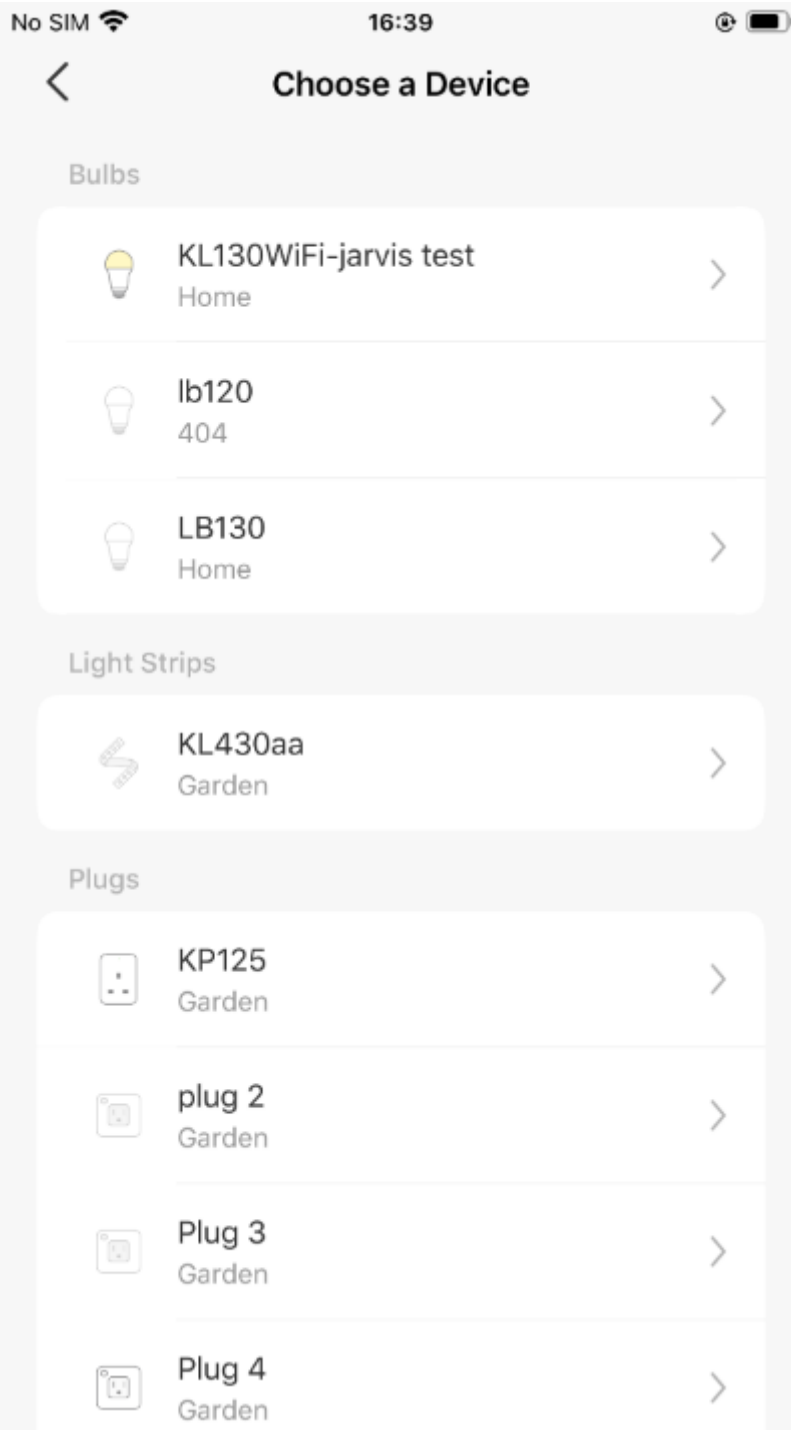 No SIM 16:39
Choose a Device
Bulbs
KL130WiFi-jarvis test
Home
lb120
404
LB130
Home
Light Strips
KL430aa
Garden
Plugs
KP125
Garden
plug 2
Garden
Plug 3
Garden
Plug 4
Garden